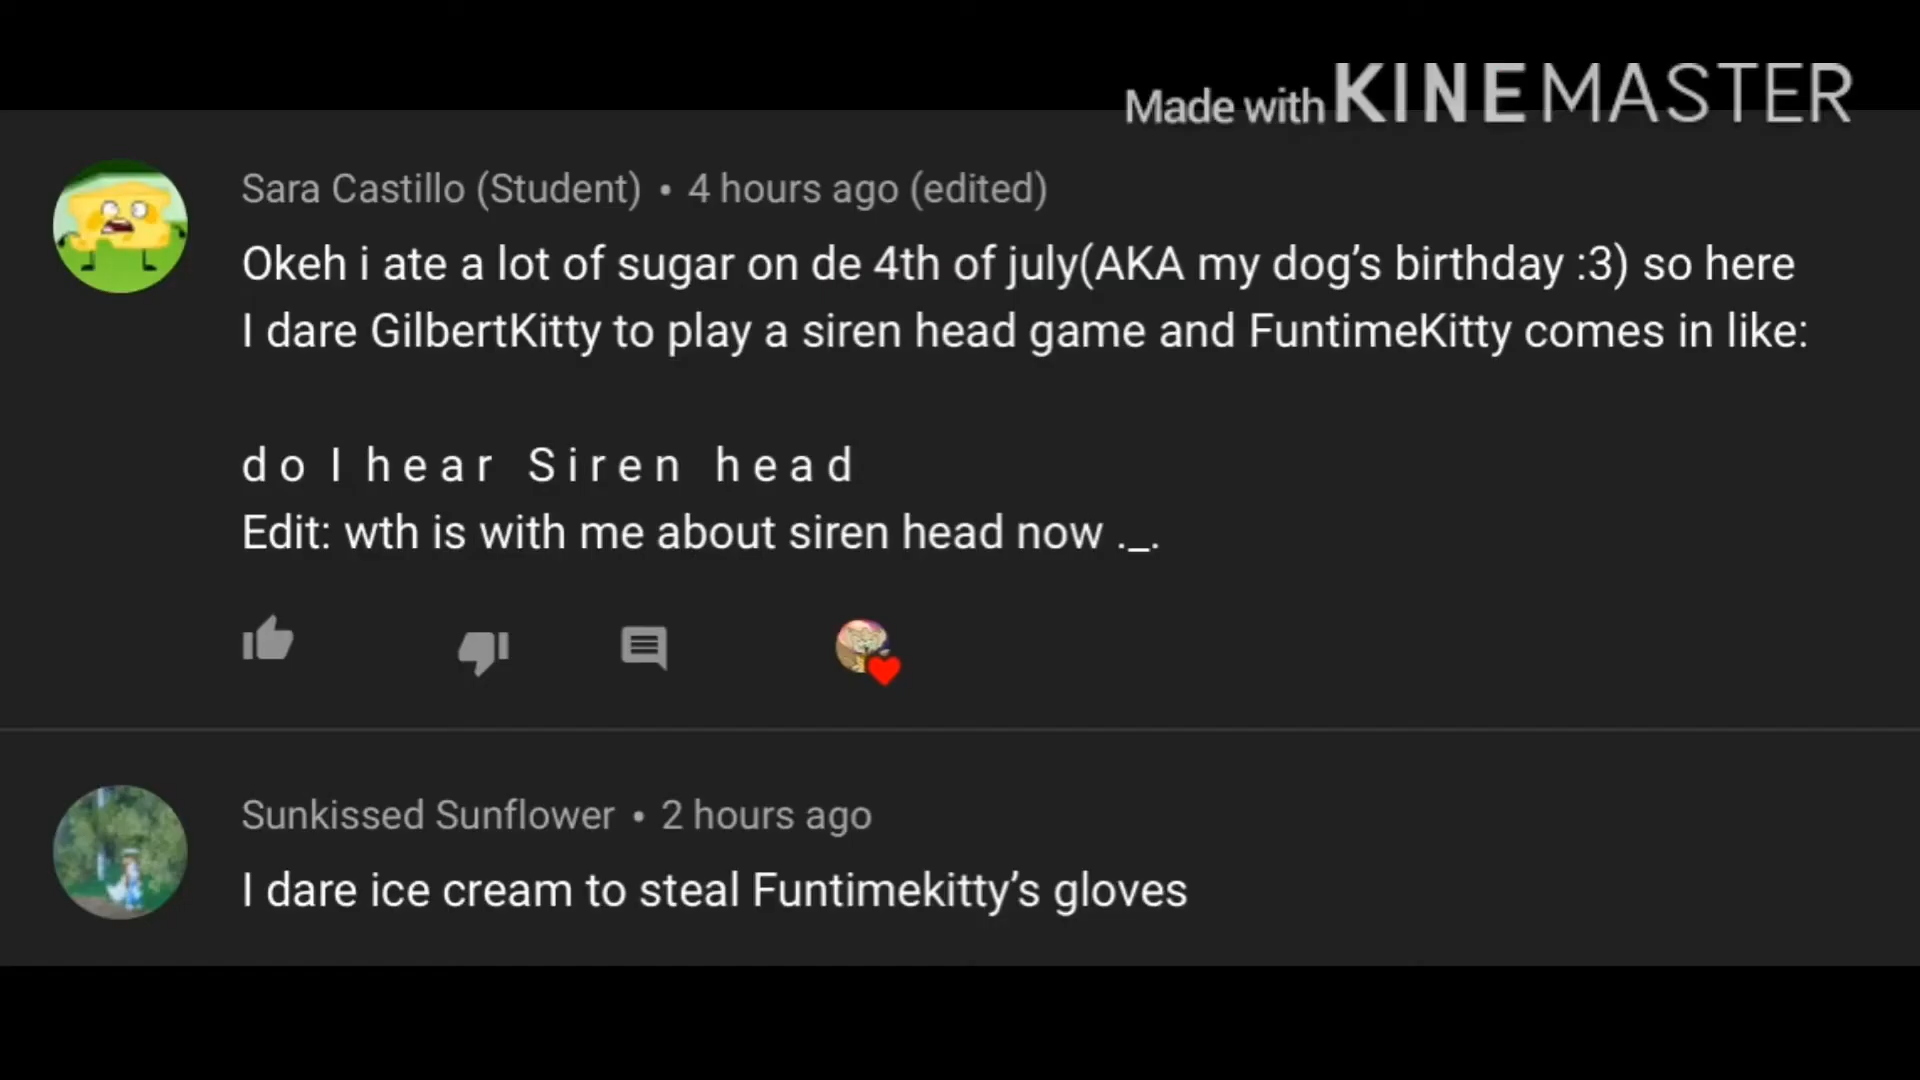 Made with KINEMASTER
Sara Castillo (Student) • 4 hours ago (edited)
Okeh i ate a lot of sugar on de 4th of july(AKA my dog’s birthday :3) so here
I dare GilbertKitty to play a siren head game and FuntimeKitty comes in like:
d o I h e a r S i r e n h e a d
Edit: wth is with me about siren head now ._.
Sunkissed Sunflower • 2 hours ago
I dare ice cream to steal Funtimekitty’s gloves